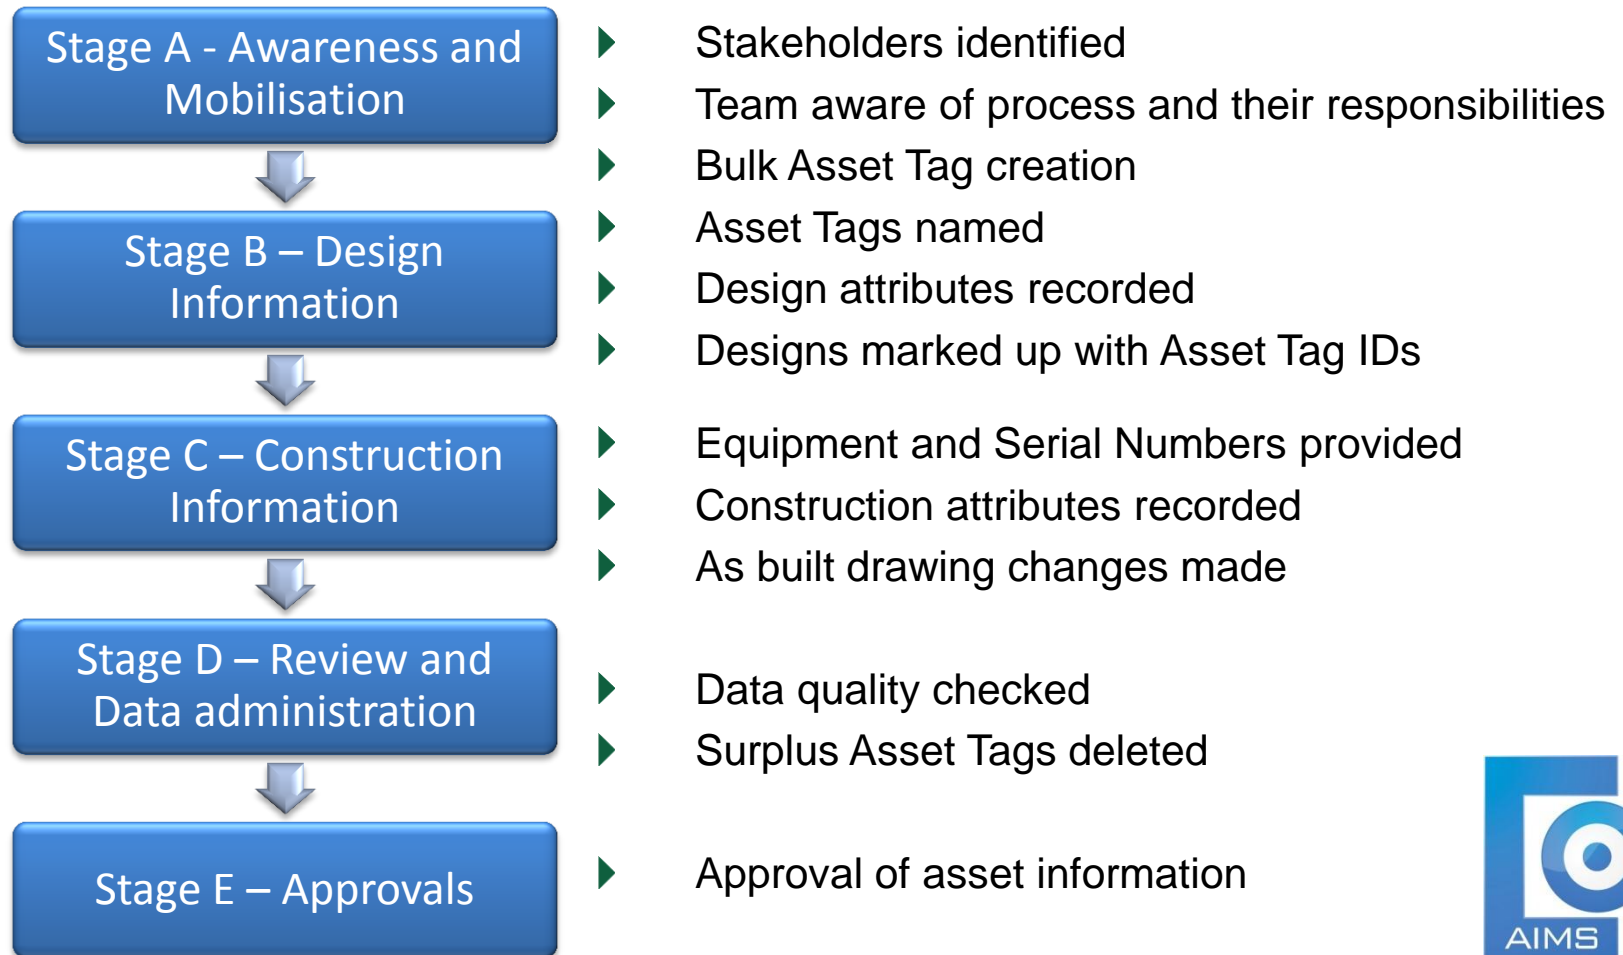 Stage A - Awareness and
Mobilisation
Stakeholders identified
Team aware of process and their responsibilities
Bulk Asset Tag creation
Stage B – Design
Information
Asset Tags named
Design attributes recorded
Designs marked up with Asset Tag IDs
Stage C – Construction
Information
Equipment and Serial Numbers provided
Construction attributes recorded
As built drawing changes made
Stage D – Review and
Data administration
Data quality checked
Surplus Asset Tags deleted
Stage E – Approvals
Approval of asset information
AIMS